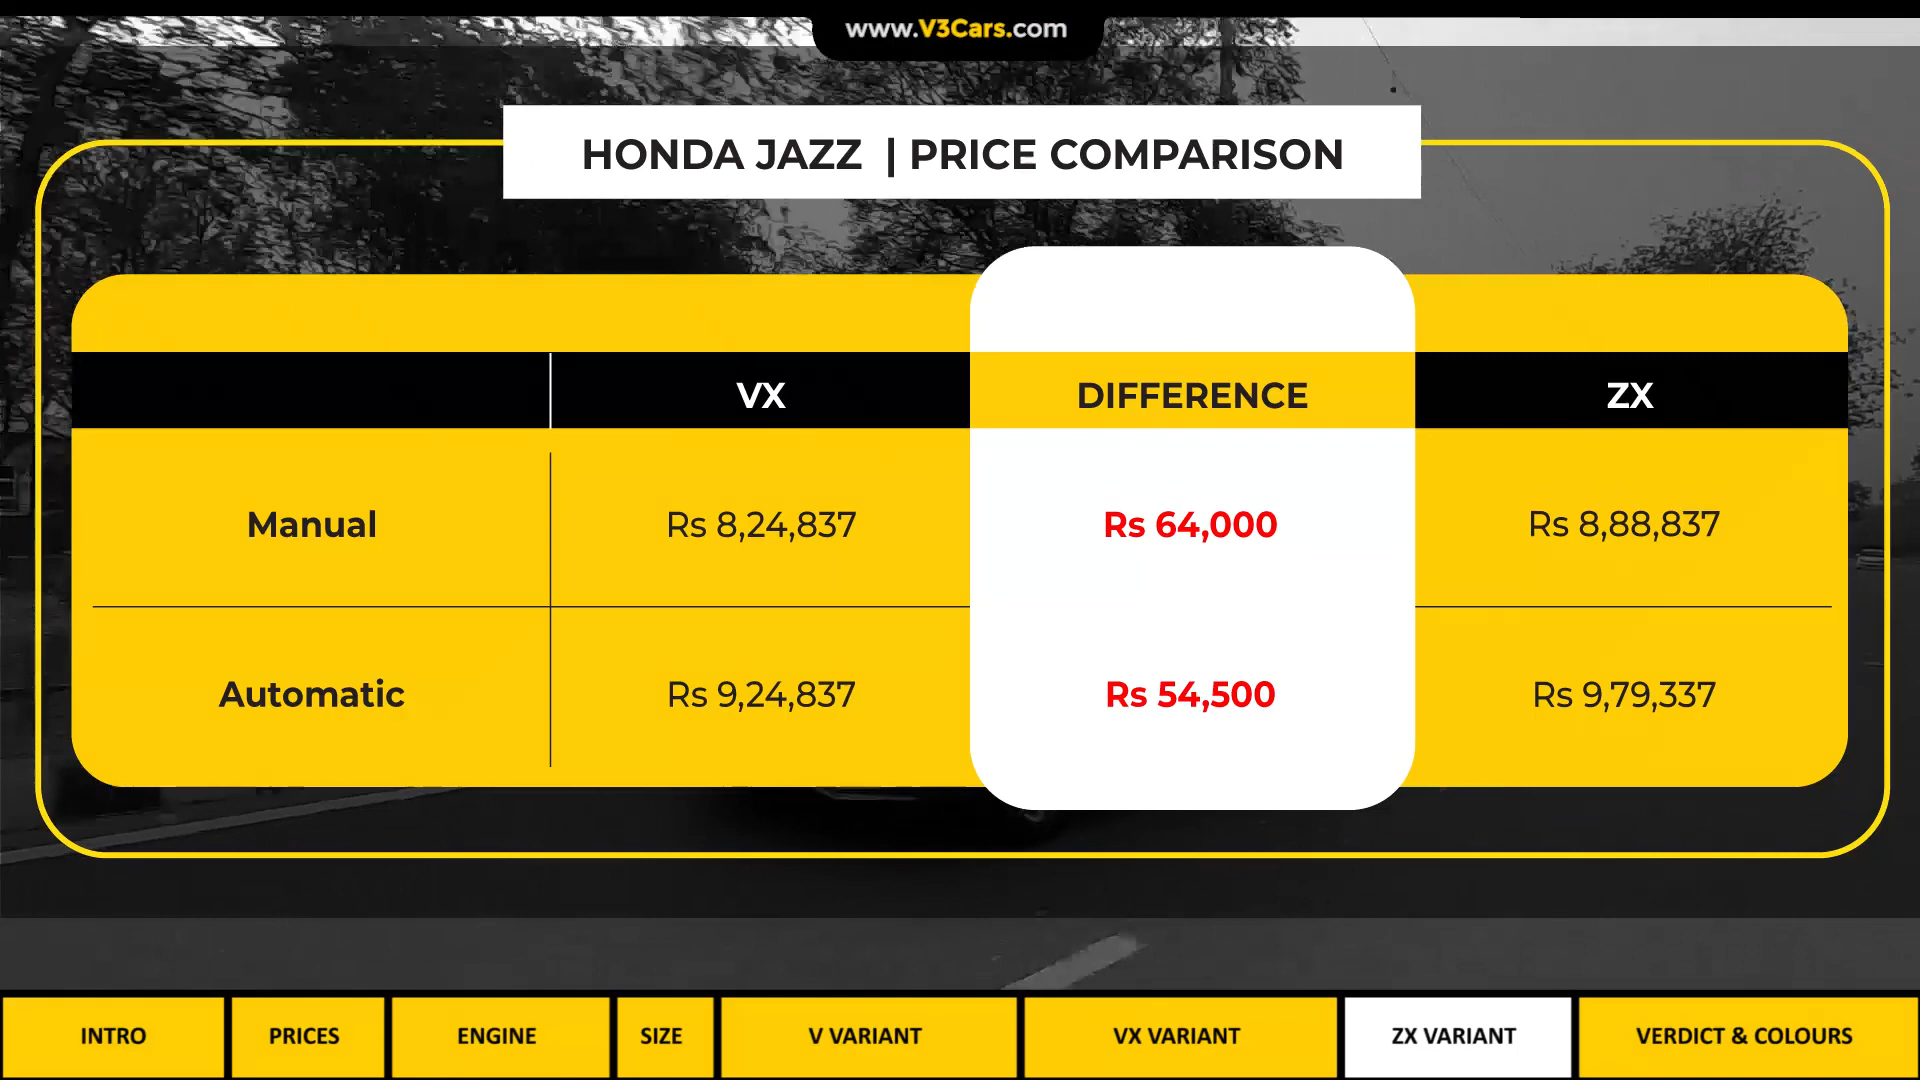 www.V3Cars.com
HONDA JAZZ | PRICE COMPARISON
VX DIFFERENCE ZX
Manual Rs 8,24,837 Rs 64,000 Rs 8,88,837
Automatic Rs 9,24,837 Rs 54,500 Rs 9,79,337
INTRO PRICES ENGINE SIZE V VARIANT VX VARIANT ZX VARIANT VERDICT & COLOURS